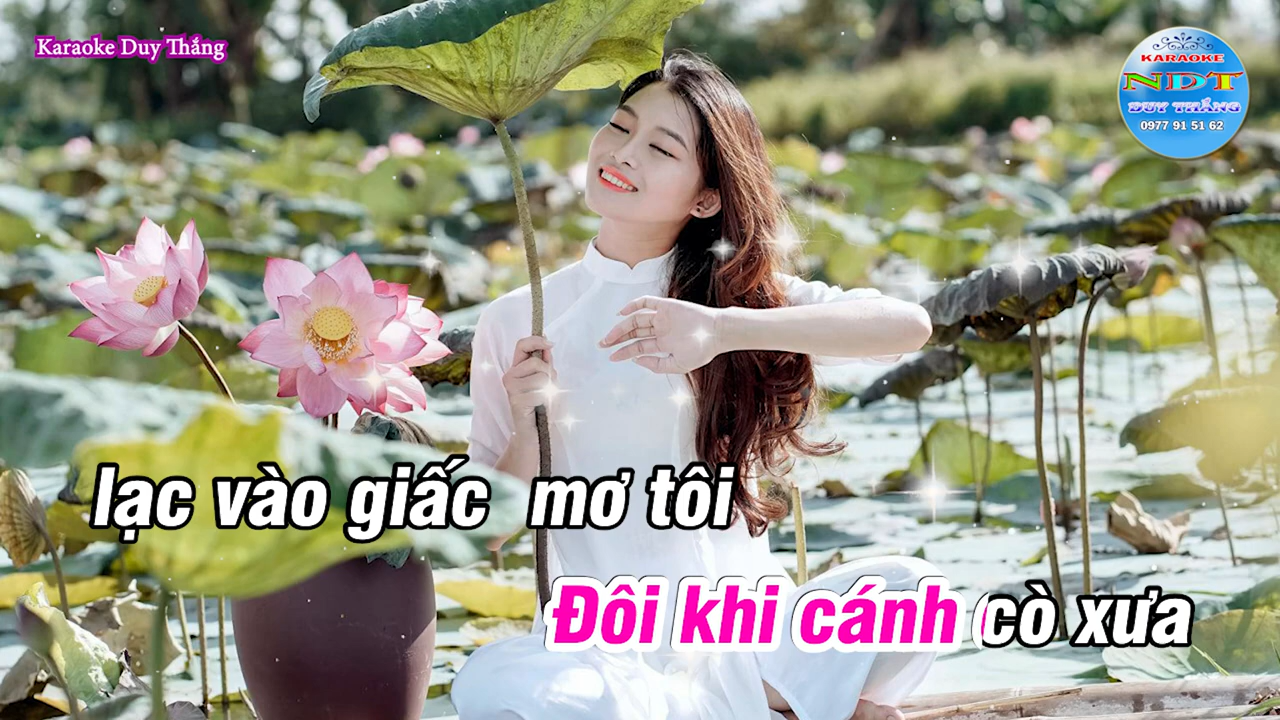 Karaoke Duy Thắng
KARAOKE
NDT
DUY THẮNG
0977 91 51 62
lạc vào giấc mơ tôi
Đôi khi cánh cò xưa